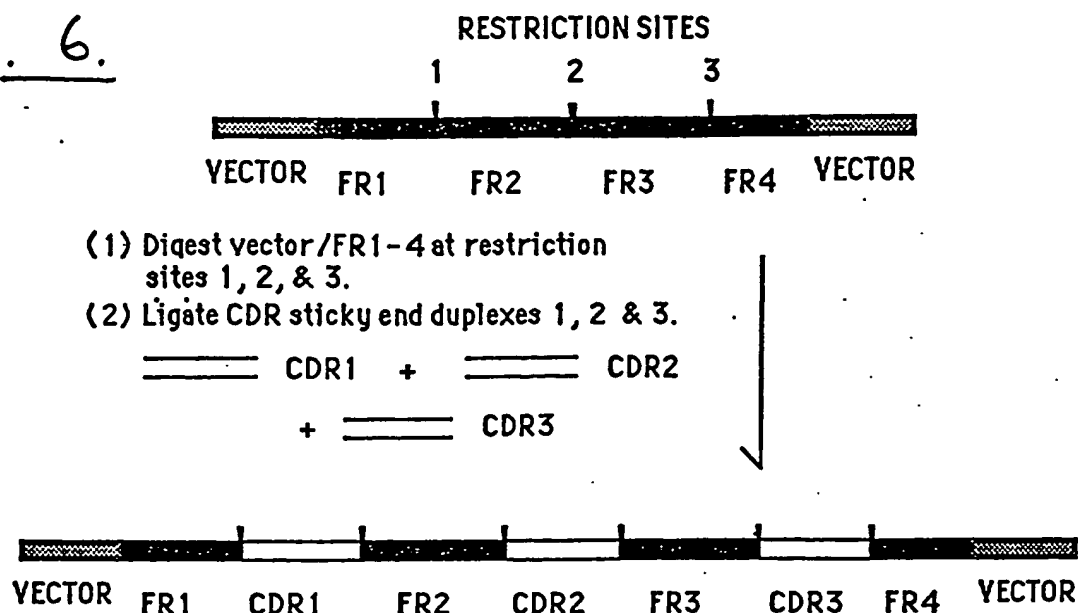 . 6.
RESTRICTION SITES
1 2 3
VECTOR FR1 FR2 FR3 FR4 VECTOR
(1) Digest vector/FR1-4 at restriction
sites 1, 2, & 3.
(2) Ligate CDR sticky end duplexes 1, 2 & 3.
CDR1 + CDR2
+ CDR3
VECTOR FR1 CDR1 FR2 CDR2 FR3 CDR3 FR4 VECTOR